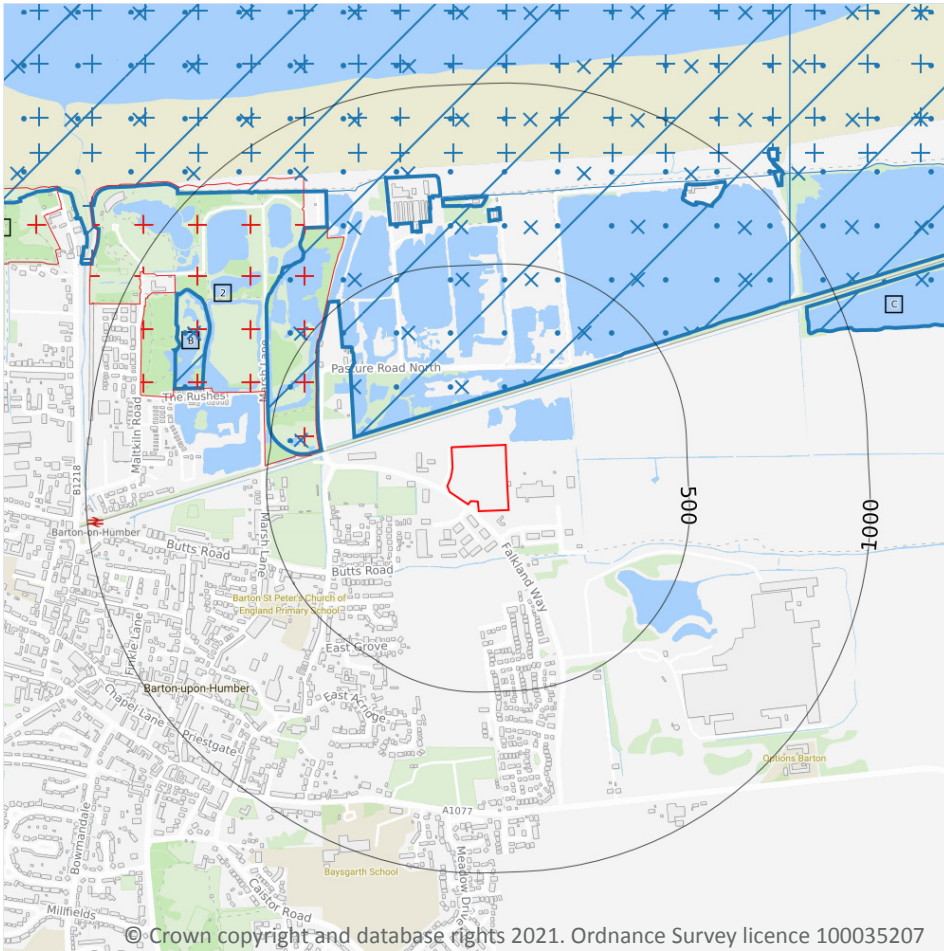 2
B
C
Marsh Lane
Pasture Road North
The Rushes
Maltkiln Road
B1218
500
1000
Barton-on-Humber
Butts Road
Marsh Lane
Butts Road
Falkland Way
Barton St Peter's Church of
England Primary School
Finkle Lane
East Grove
Barton-upon-Humber
East Acridge
Chapel Lane
Priestgate
Options Barton
A1077
Bowmandale
Baysgarth School
Meadow Drive
Caistor Road
Millfields
© Crown copyright and database rights 2021. Ordnance Survey licence 100035207